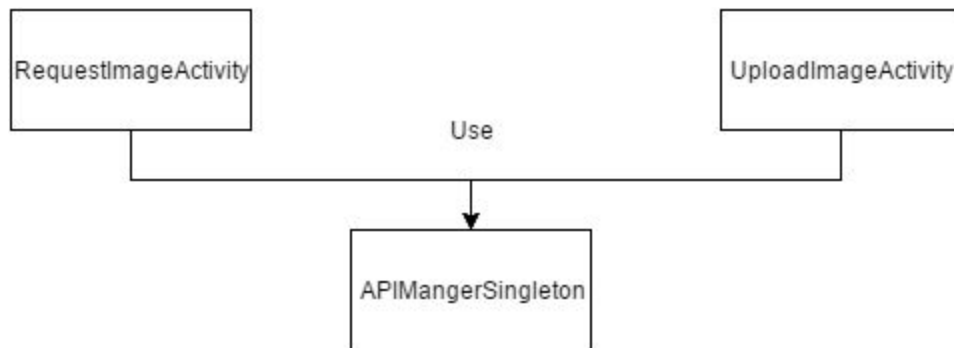 RequestImageActivity
UploadImageActivity
Use
APIMangerSingleton